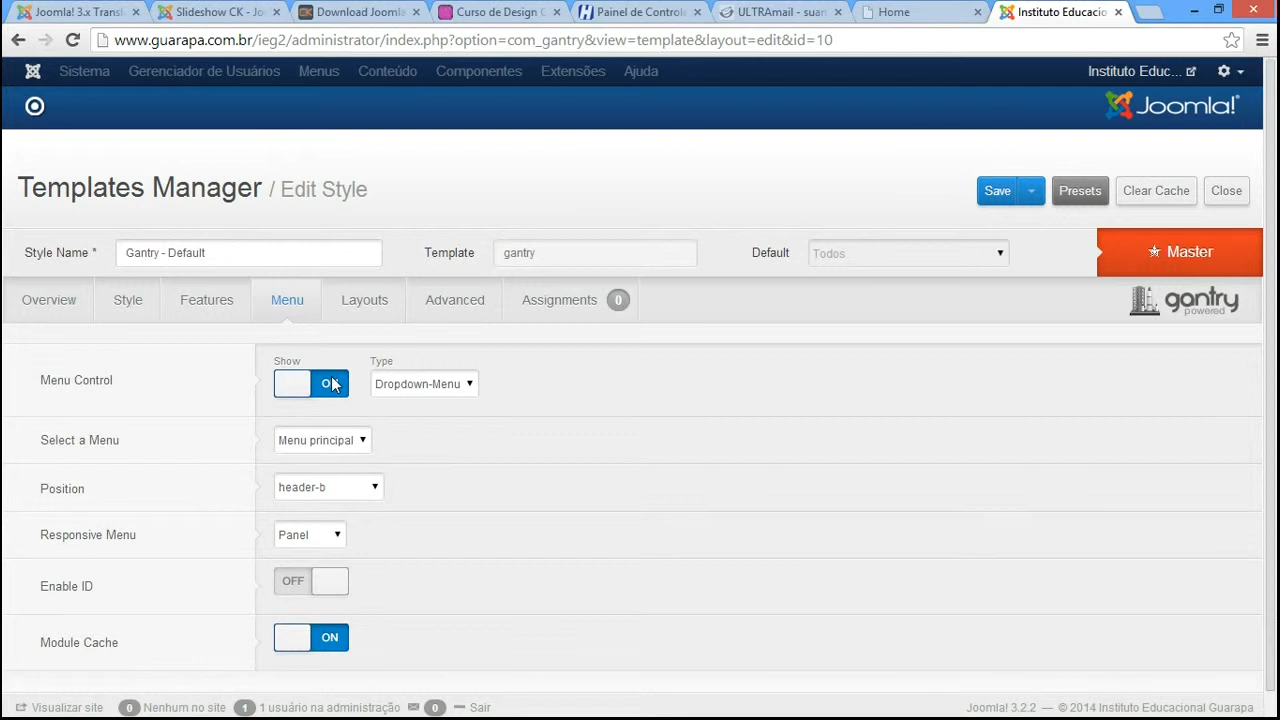 Joomla! 3.x Transl
Slideshow CK - Joo
Download Joomla
Curso de Design G
Painel de Controle
ULTRAmail - suan
Home
Instituto Educacio
www.guarapa.com.br/ieg2/administrator/index.php?option=com_gantry&view=template&layout=edit&id=10
Sistema
Gerenciador de Usuários
Menus
Conteúdo
Componentes
Extensões
Ajuda
Instituto Educ...
Joomla!
Templates Manager / Edit Style
Save
Presets
Clear Cache
Close
Style Name *
Gantry - Default
Template
gantry
Default
Todos
Master
Overview
Style
Features
Menu
Layouts
Advanced
Assignments 0
gantry
powered
Menu Control
Show
ON
Type
Dropdown-Menu
Select a Menu
Menu principal
Position
header-b
Responsive Menu
Panel
Enable ID
OFF
Module Cache
ON
Visualizar site
0 Nenhum no site
1 1 usuário na administração
0
Sair
Joomla! 3.2.2 — © 2014 Instituto Educacional Guarapa